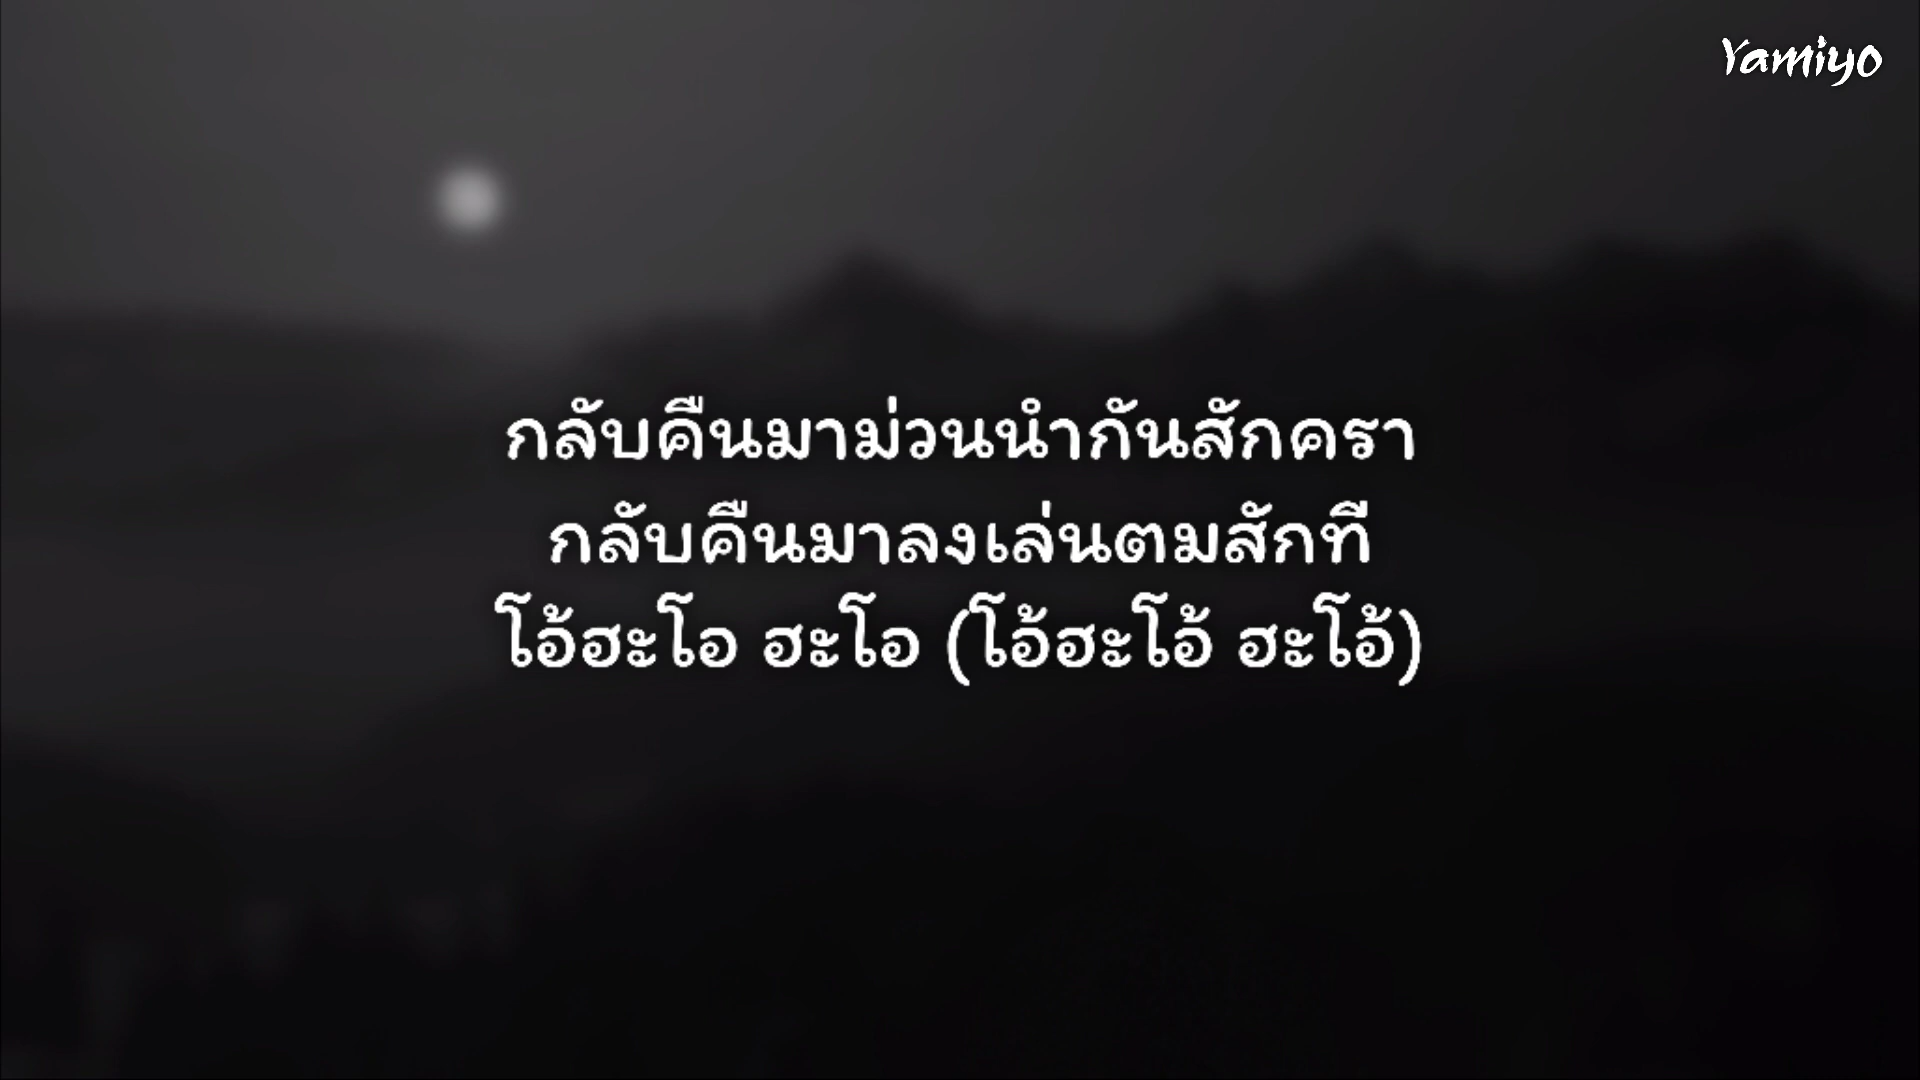 Yamiyo
กลับคืนมาม่วนนำกันสักครา
กลับคืนมาลงเล่นตมสักที
โอ้ฮะโอ ฮะโอ (โอ้ฮะโอ้ ฮะโอ้)